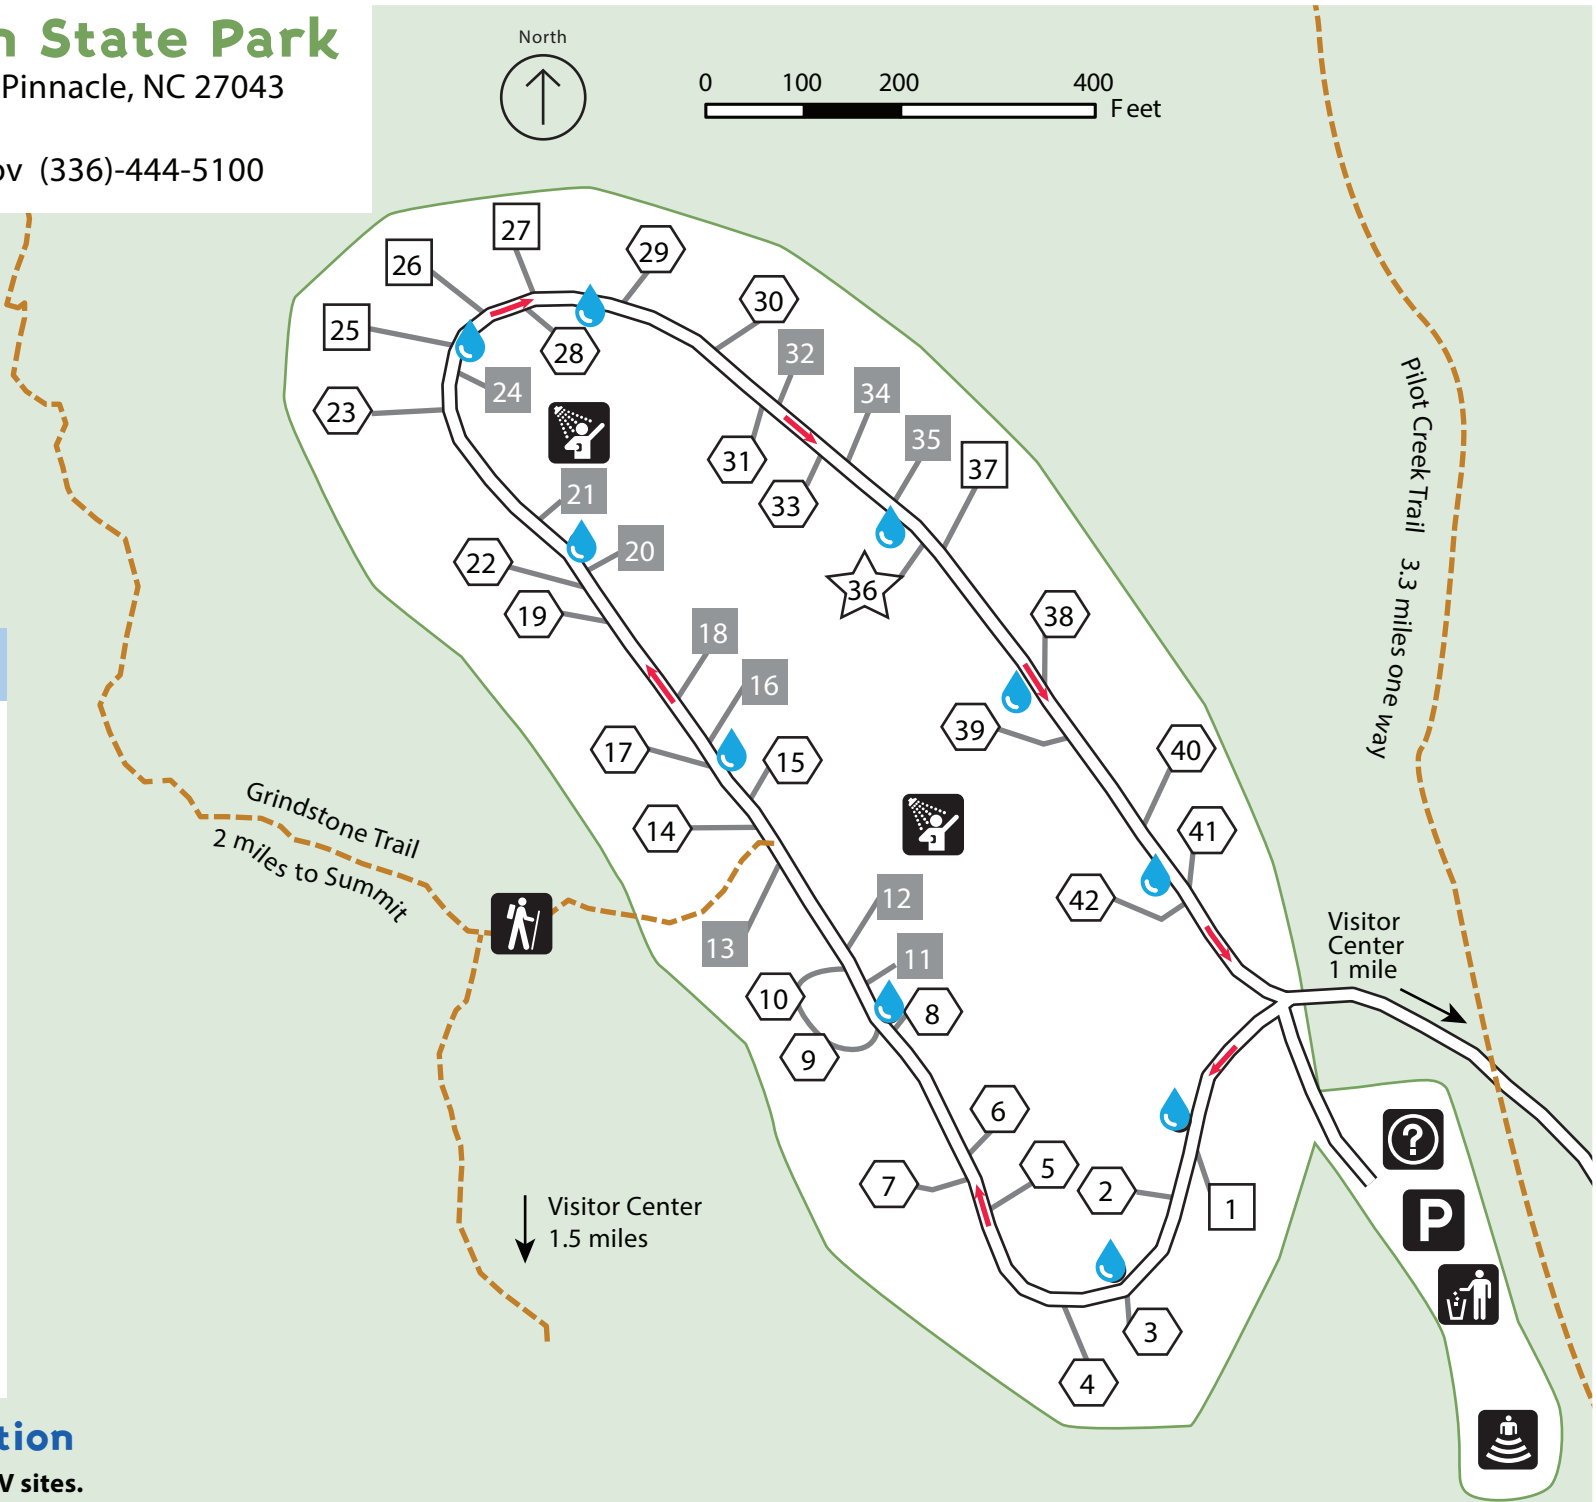 n State Park
Pinnacle, NC 27043
ov (336)-444-5100
North
0 100 200 400
Feet
27
29
26
30
25
28
32
24
34
23
35
31
37
21
33
20
22
36
19
38
18
16
39
17
40
15
14
41
Grindstone Trail
2 miles to Summit
12
42
13
11
10
8
9
Pilot Creek Trail 3.3 miles one way
Visitor
Center
1 mile
6
5
7
2
1
3
4
Visitor Center
1.5 miles
?
P
tion
V sites.